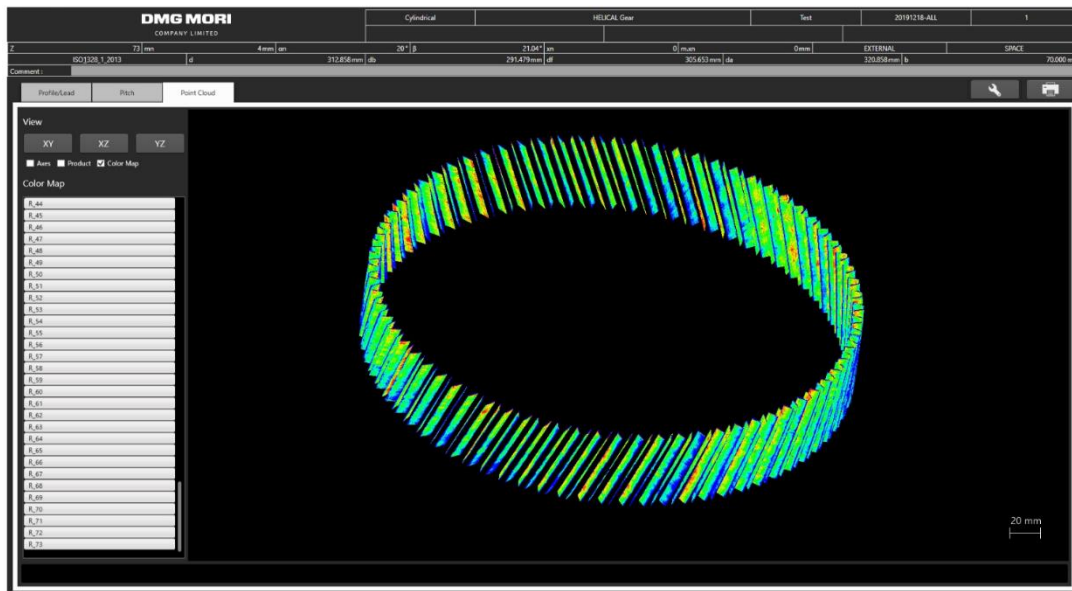 DMG MORI
COMPANY LIMITED
Cylindrical HELICAL Gear Test 20191218-ALL 1
Z 73 mn 4mm αn 20° β 21.04° xn 0 m,xn 0mm EXTERNAL SPACE
ISO1328_1_2013 d 312.858mm db 291.479mm df 305.653mm da 320.858mm b 70.000
Comment :
Profile/Lead Pitch Point Cloud
View
XY XZ YZ
Axes Product Color Map
Color Map
R_44
R_45
R_46
R_47
R_48
R_49
R_50
R_51
R_52
R_53
R_54
R_55
R_56
R_57
R_58
R_59
R_60
R_61
R_62
R_63
R_64
R_65
R_66
R_67
R_68
R_69
R_70
R_71
R_72
R_73
20 mm